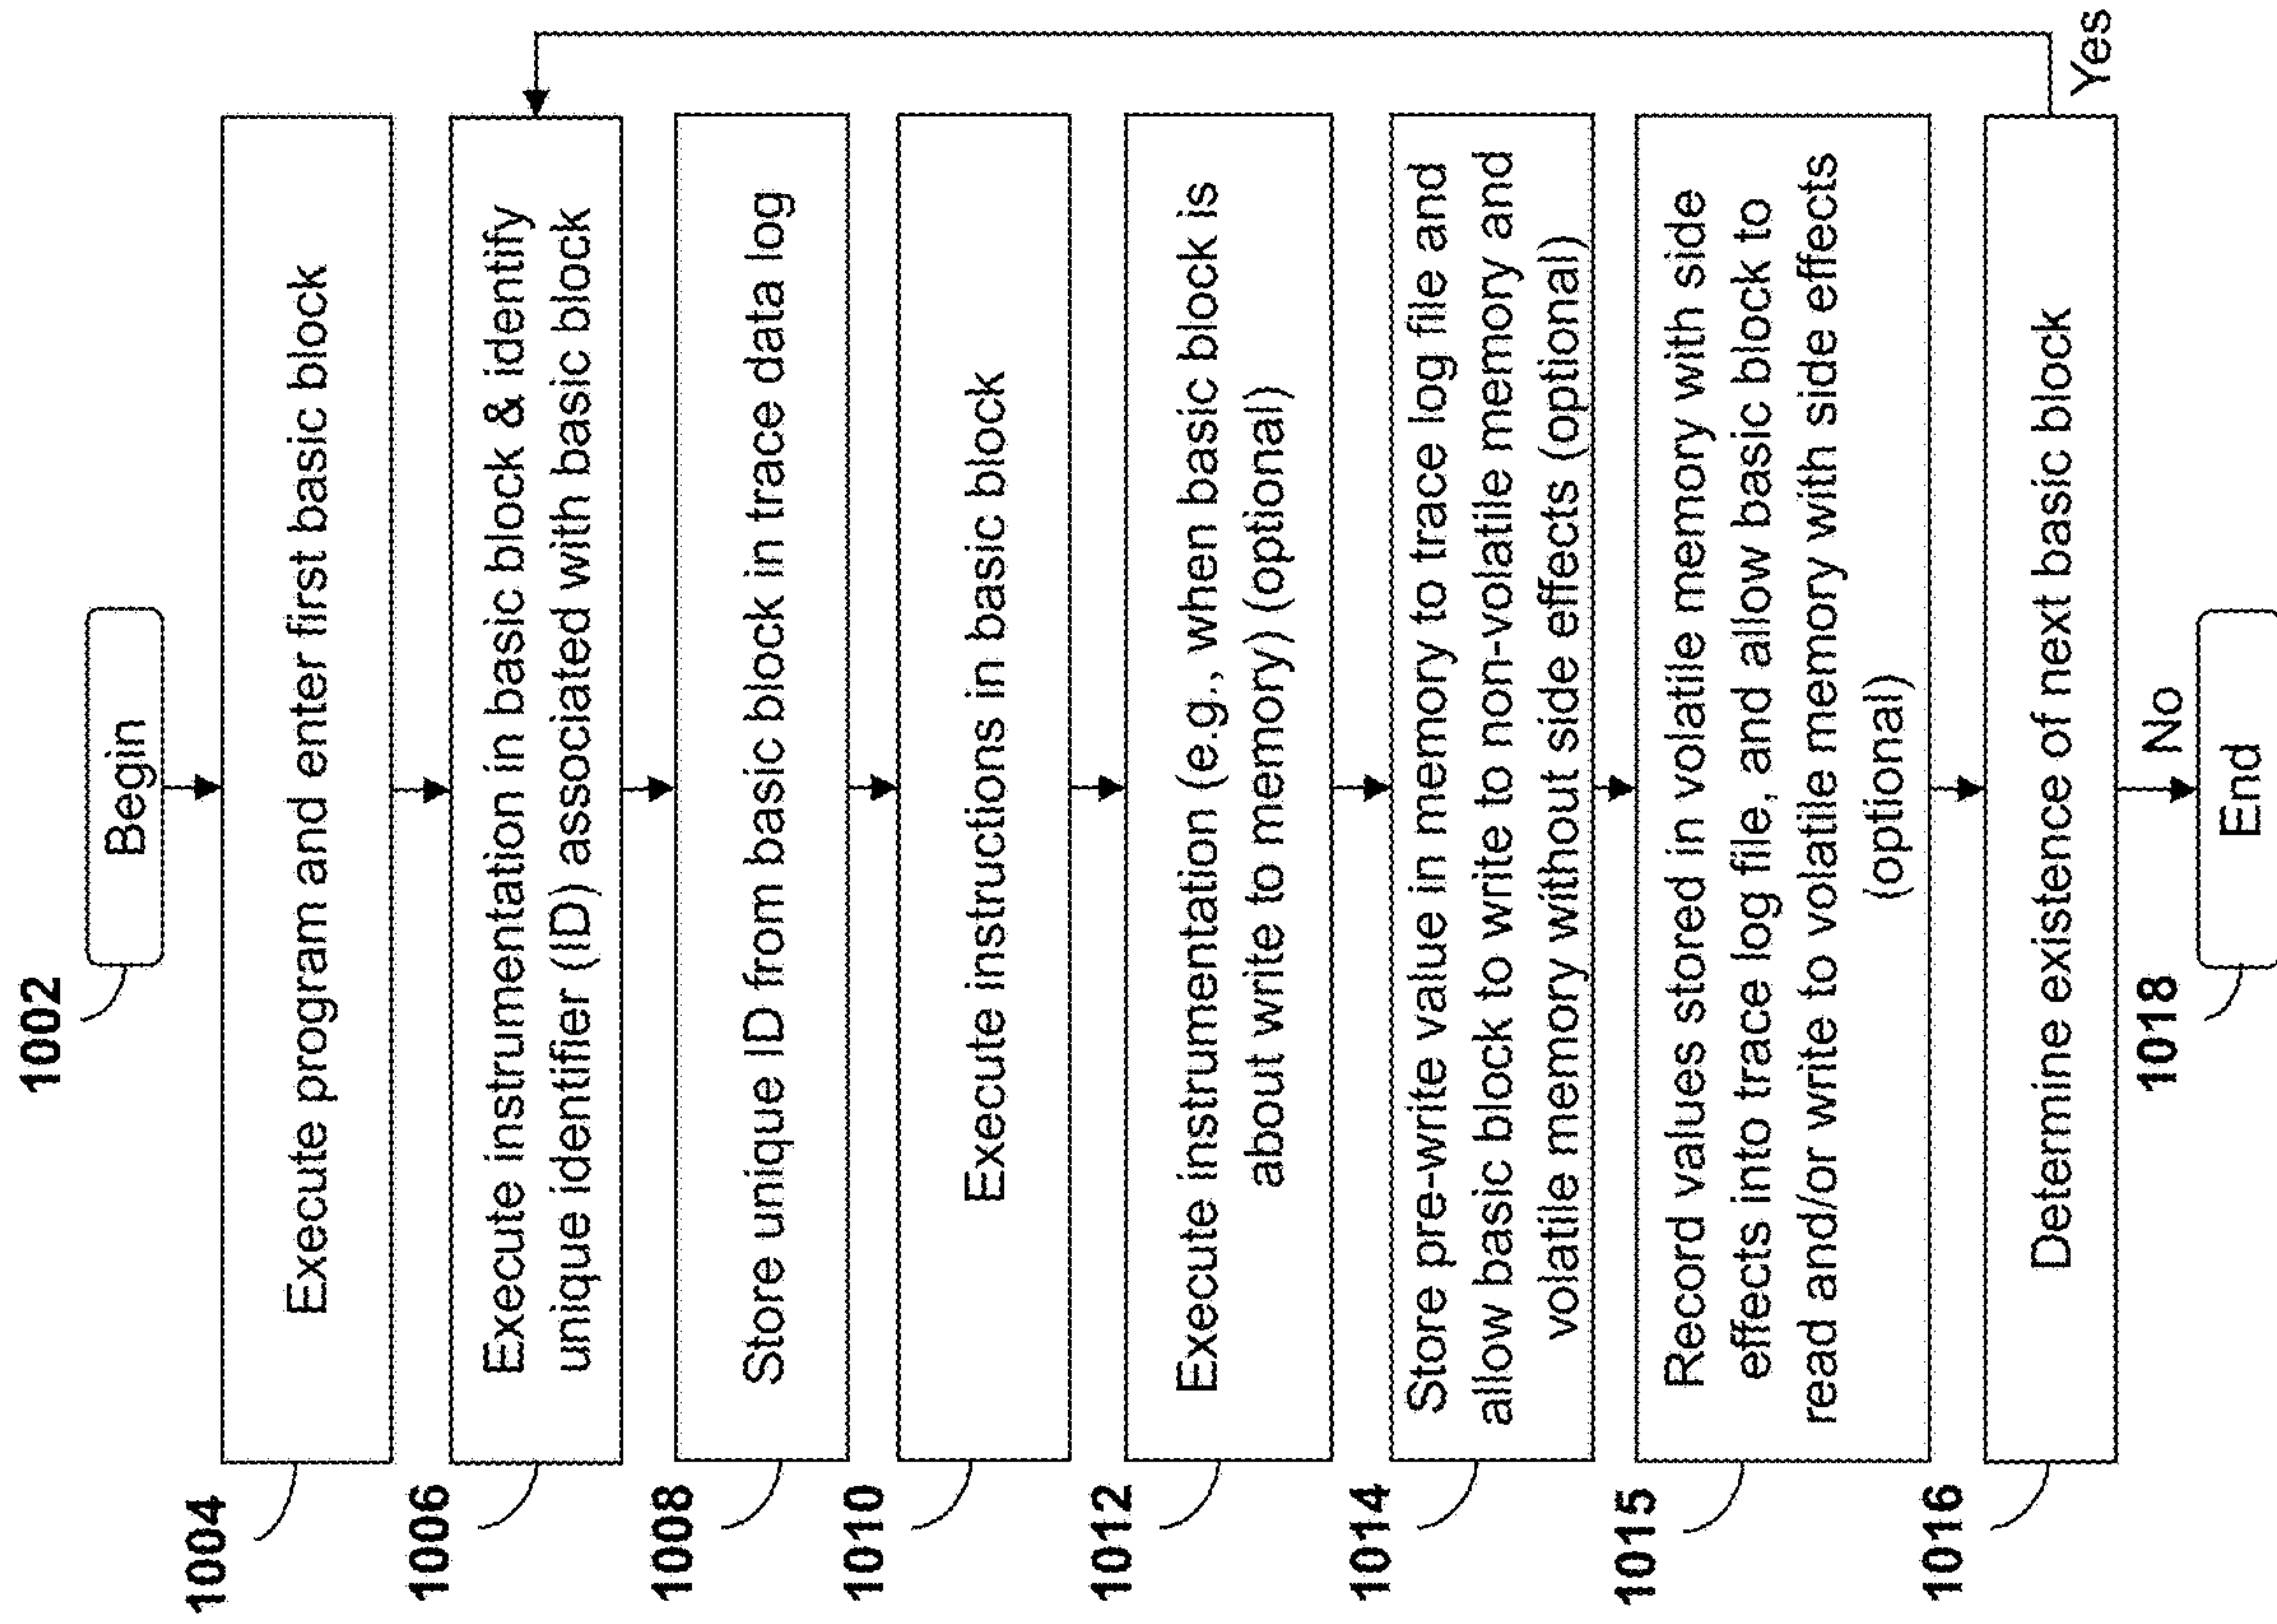 1002
Begin
1004
Execute program and enter first basic block
1006
Execute instrumentation in basic block & identify
unique identifier (ID) associated with basic block
1008
Store unique ID from basic block in trace data log
1010
Execute instructions in basic block
1012
Execute instrumentation (e.g., when basic block is
about write to memory) (optional)
1014
Store pre-write value in memory to trace log file and
allow basic block to write to non-volatile memory and
volatile memory without side effects (optional)
1015
Record values stored in volatile memory with side
effects into trace log file, and allow basic block to
read and/or write to volatile memory with side effects
(optional)
1016
Determine existence of next basic block
Yes
No
1018
End